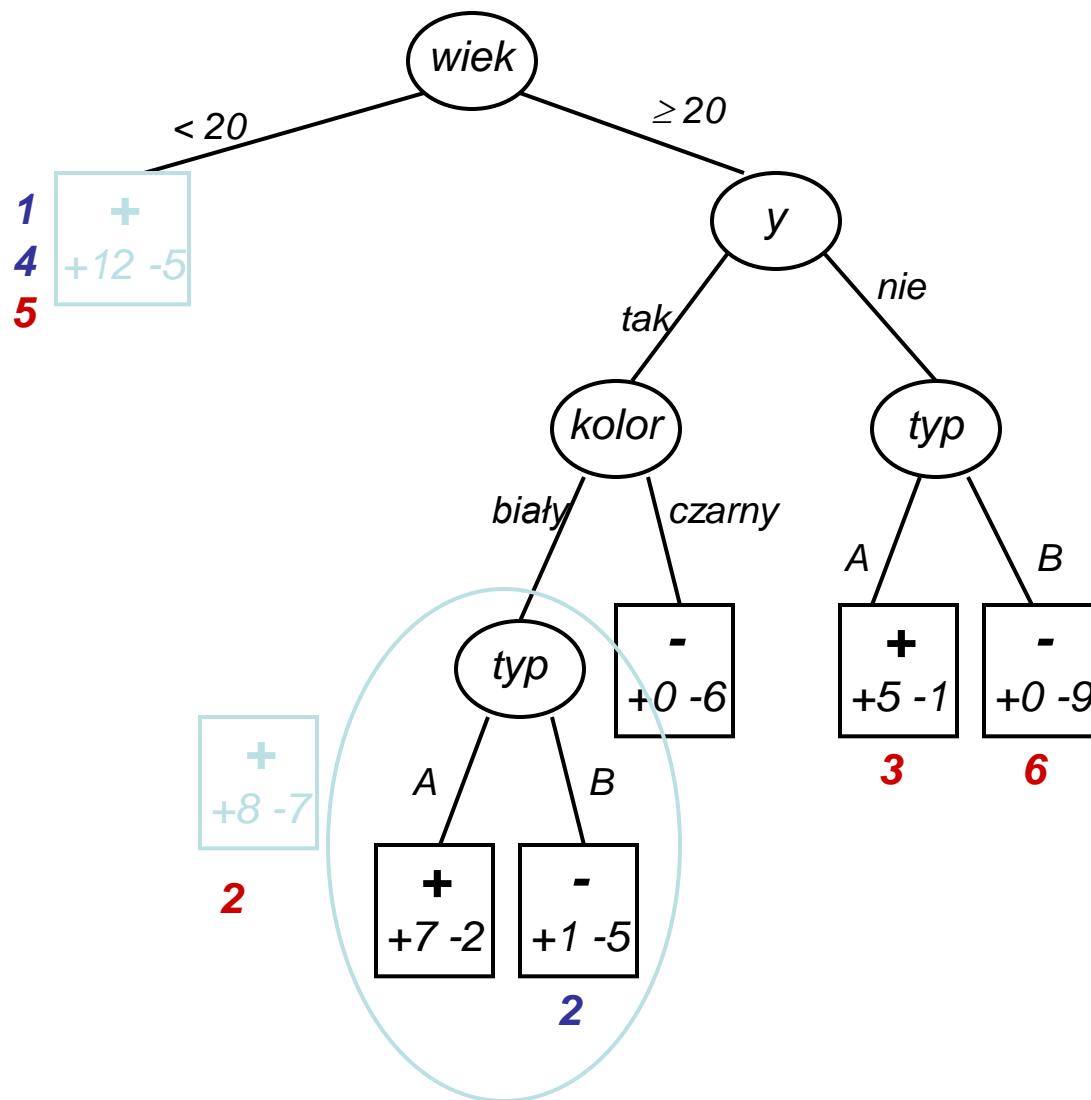 wiek
< 20
≥ 20
1
+
4
+12 -5
5
y
tak
nie
kolor
typ
biały
czarny
A
B
typ
-
+0 -6
+
+5 -1
-
+0 -9
3
6
+
+8 -7
2
A
B
+
+7 -2
-
+1 -5
2